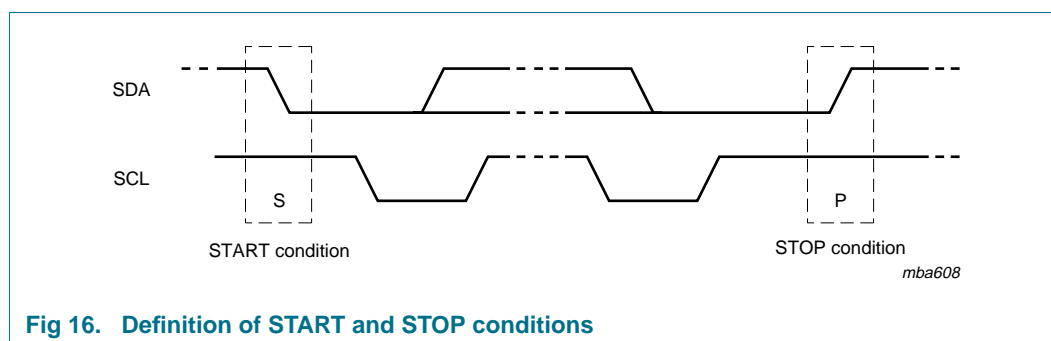 SDA
SCL
S
P
START condition
STOP condition
mba608
Fig 16. Definition of START and STOP conditions